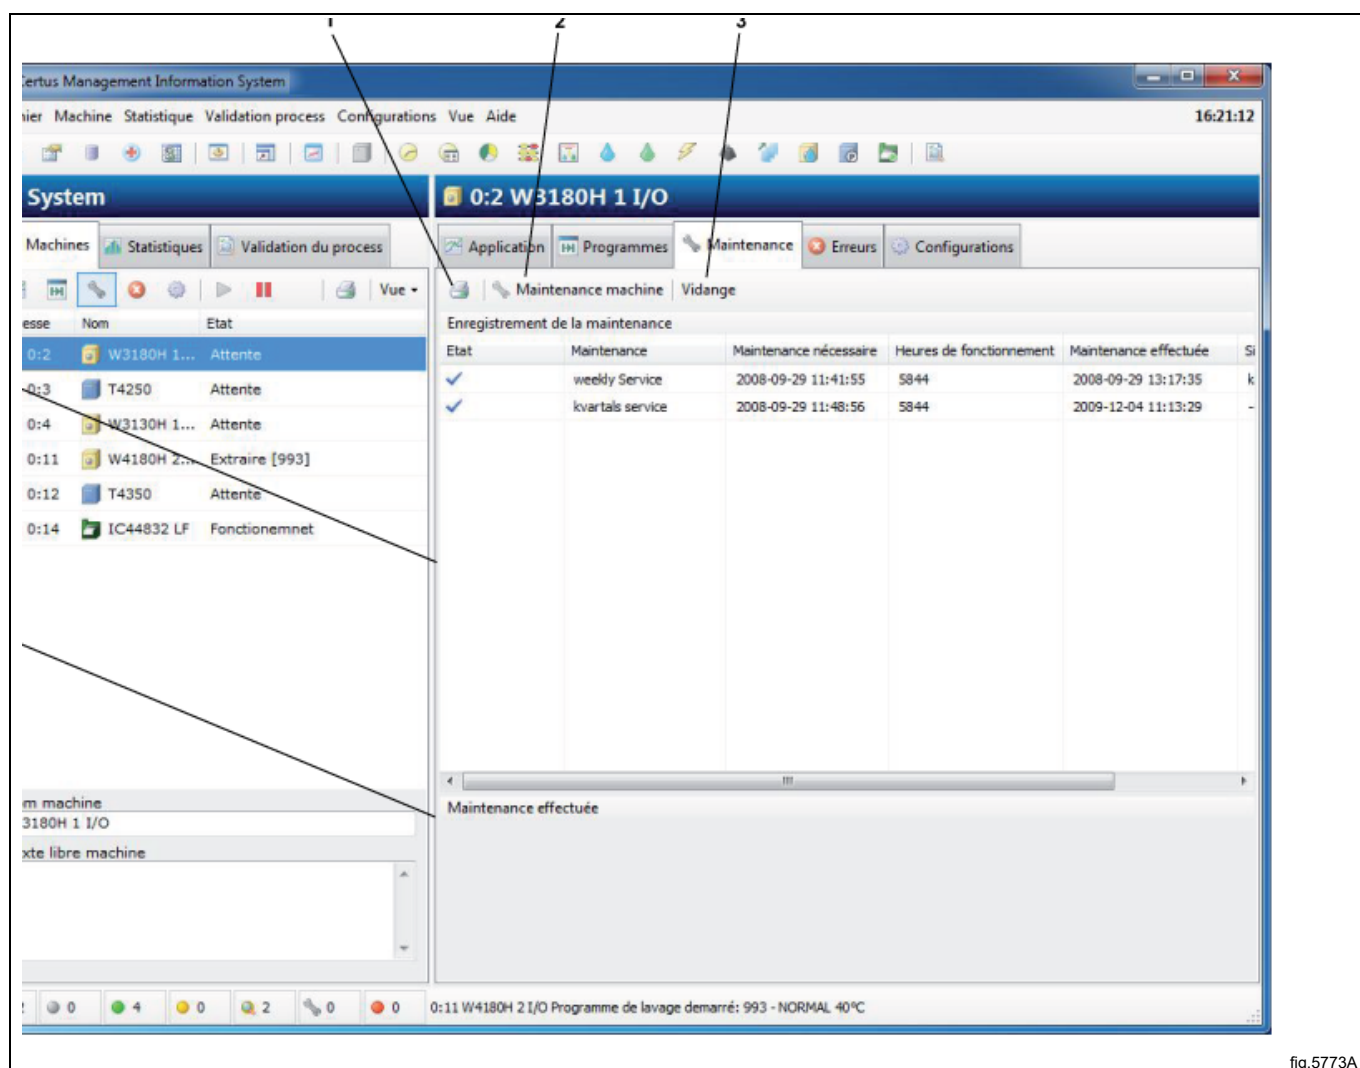 1 2 3
Certus Management Information System
hier Machine Statistique Validation process Configurations Vue Aide 16:21:12
System
0:2 W3180H 1 I/O
Machines Statistiques Validation du process
Application Programmes Maintenance Erreurs Configurations
Vue
Maintenance machine Vidange
esse Nom Etat
Enregistrement de la maintenance
Etat Maintenance Maintenance nécessaire Heures de fonctionnement Maintenance effectuée Si
0:2 W3180H 1... Attente
weekly Service 2008-09-29 11:41:55 5844 2008-09-29 13:17:35 k
0:3 T4250 Attente
kvartals service 2008-09-29 11:48:56 5844 2009-12-04 11:13:29 -
0:4 W3130H 1... Attente
0:11 W4180H 2... Extraire [993]
0:12 T4350 Attente
0:14 IC44832 LF Fonctionemnet
om machine
3180H 1 I/O
xte libre machine
Maintenance effectuée
0 4 0 2 0 0 0:11 W4180H 2 I/O Programme de lavage demarré: 993 - NORMAL 40°C
fig.5773A